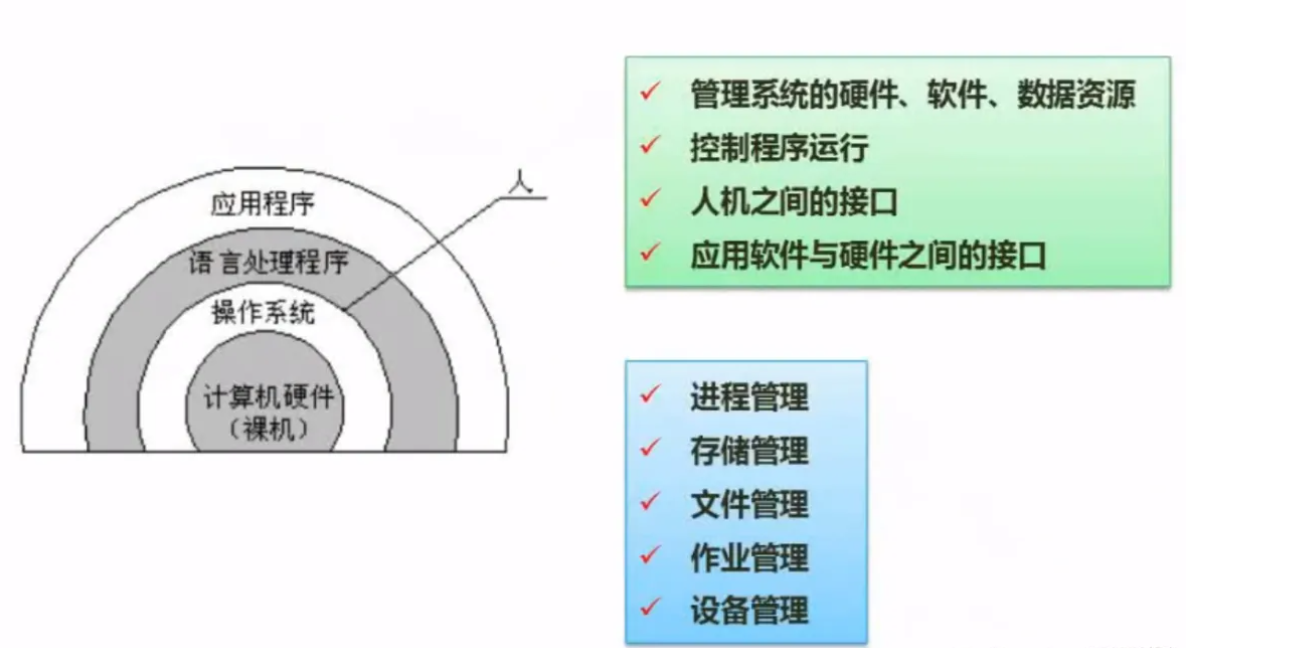 应用程序
语言处理程序
操作系统
计算机硬件
（裸机）
人
管理系统的硬件、软件、数据资源
控制程序运行
人机之间的接口
应用软件与硬件之间的接口
进程管理
存储管理
文件管理
作业管理
设备管理